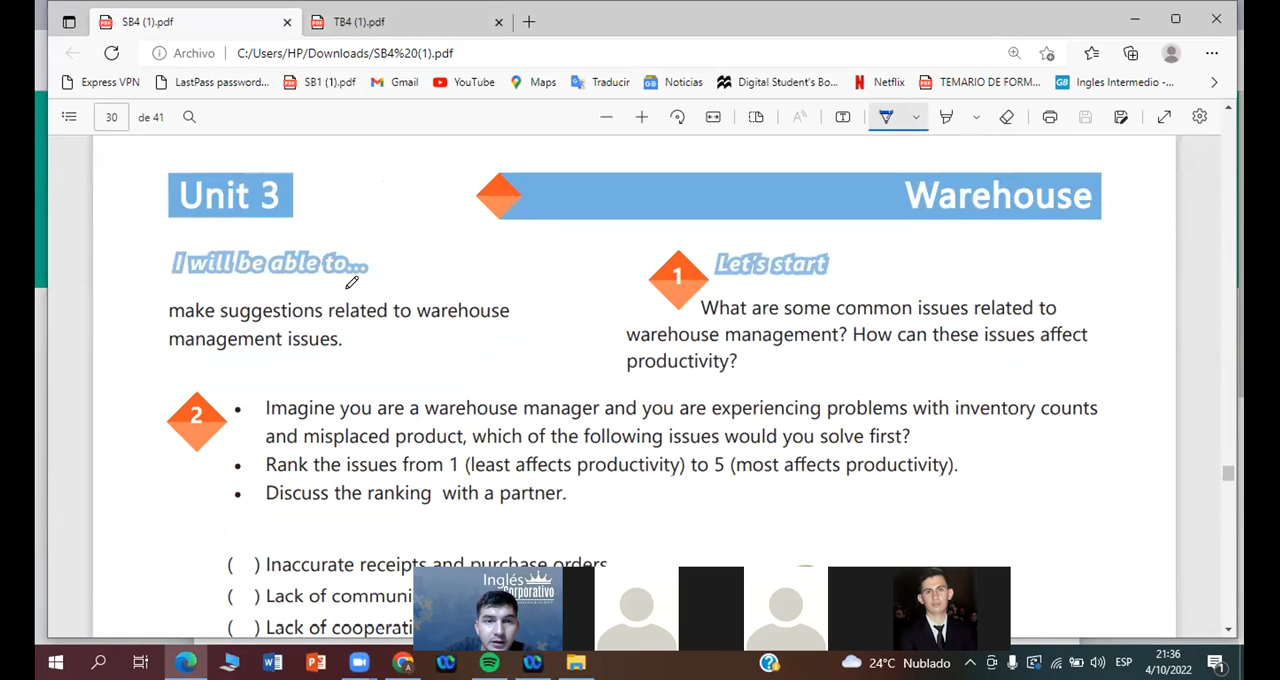 SB4 (1).pdf
TB4 (1).pdf
Archivo
C:/Users/HP/Downloads/SB4%20(1).pdf
Express VPN
LastPass password...
SB1 (1).pdf
Gmail
YouTube
Maps
Traducir
Noticias
Digital Student's Bo...
Netflix
TEMARIO DE FORM...
Ingles Intermedio -...
30 de 41
Unit 3
Warehouse
I will be able to...
make suggestions related to warehouse
management issues.
1
Let's start
What are some common issues related to
warehouse management? How can these issues affect
productivity?
2
• Imagine you are a warehouse manager and you are experiencing problems with inventory counts
and misplaced product, which of the following issues would you solve first?
• Rank the issues from 1 (least affects productivity) to 5 (most affects productivity).
• Discuss the ranking with a partner.
( ) Inaccurate receipts and purchase orders
( ) Lack of communi
( ) Lack of cooperati
Inglés
Corporativo
24°C Nublado
ESP
21:36
4/10/2022